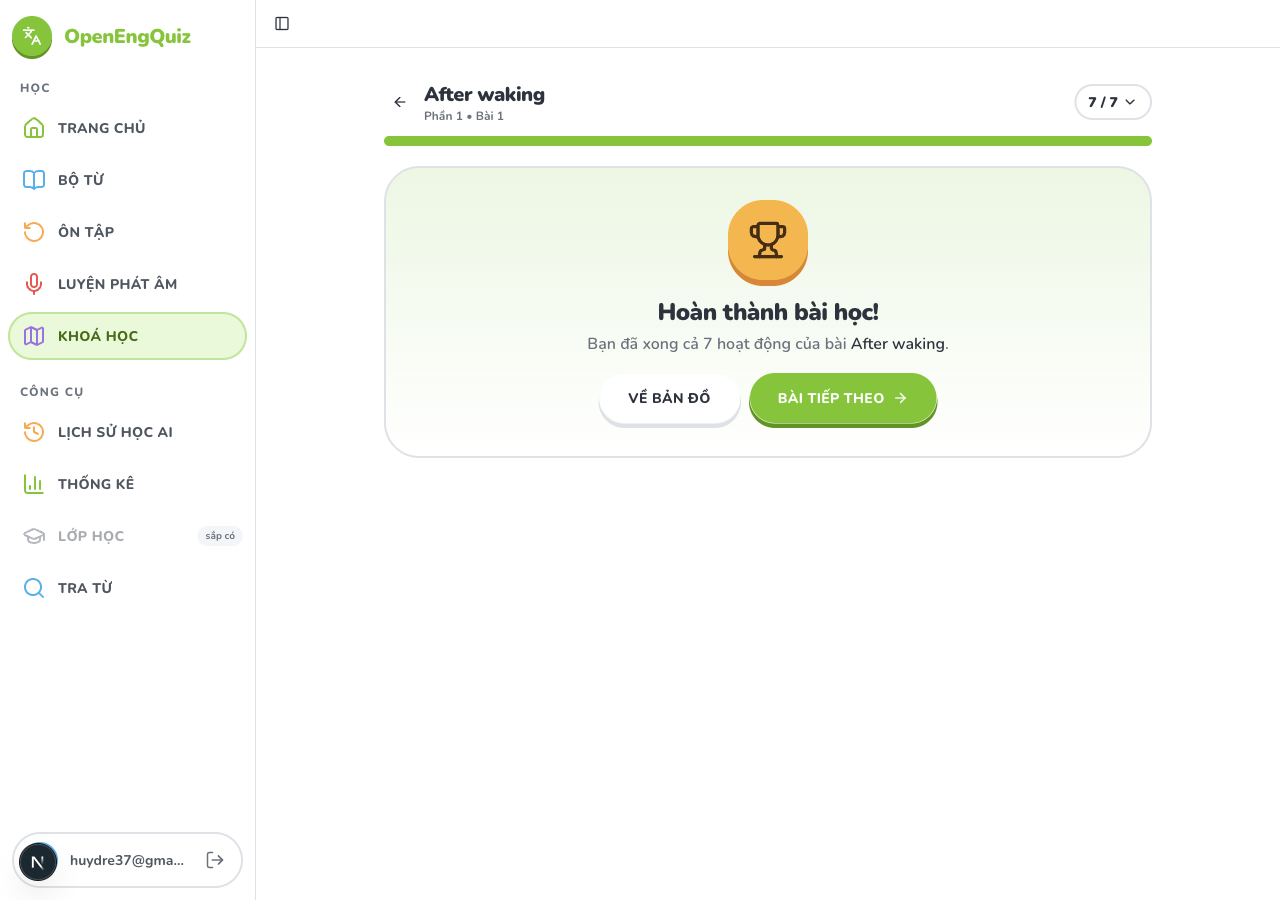 OpenEngQuiz
HỌC
TRANG CHỦ
BỘ TỪ
ÔN TẬP
LUYỆN PHÁT ÂM
KHOÁ HỌC
CÔNG CỤ
LỊCH SỬ HỌC AI
THỐNG KÊ
LỚP HỌC
sắp có
TRA TỪ
huydre37@gma...
After waking
Phần 1 • Bài 1
7 / 7
Hoàn thành bài học!
Bạn đã xong cả 7 hoạt động của bài After waking.
VỀ BẢN ĐỒ
BÀI TIẾP THEO